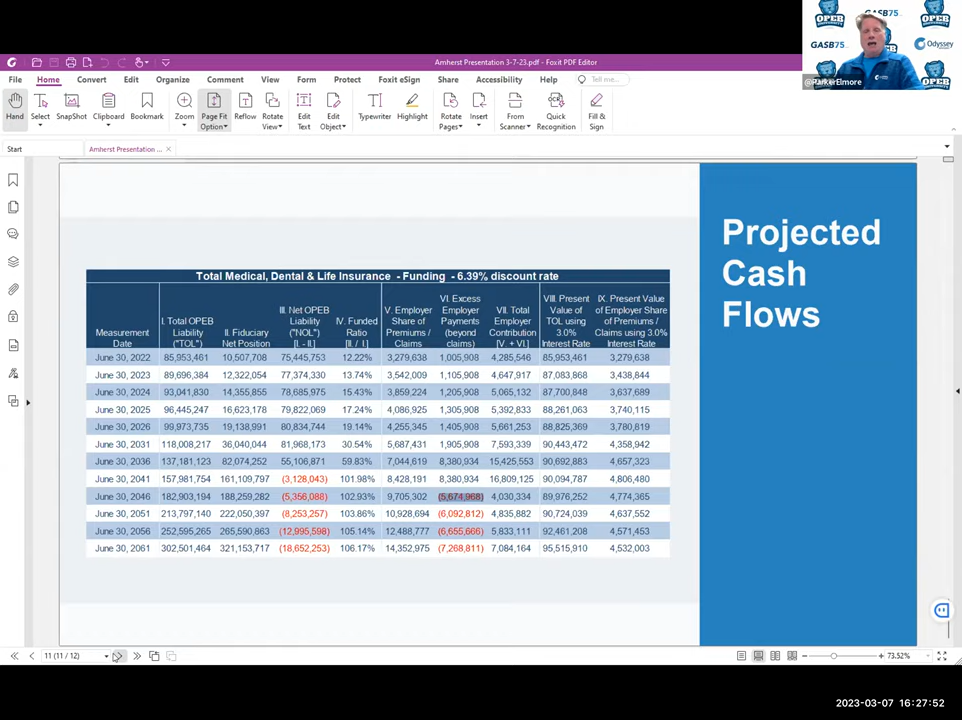 Amherst Presentation 3-7-23.pdf - Foxit PDF Editor
OPEB
GASB75
OPEB
GASB75
Odyssey
@ParkerElmore
File Home Convert Edit Organize Comment View Form Protect Foxit eSign Share Accessibility Help Tell me...
Hand Select SnapShot Clipboard Bookmark Zoom Page Fit Option Reflow Rotate View Edit Text Edit Object Typewriter Highlight Rotate Pages Insert From Scanner Quick Recognition Fill & Sign
Start Amherst Presentation ...
Projected
Cash
Flows
Total Medical, Dental & Life Insurance - Funding - 6.39% discount rate
Measurement Date I. Total OPEB Liability ("TOL") II. Fiduciary Net Position III. Net OPEB Liability ("NOL") [I. - II.] IV. Funded Ratio [II. / I.] V. Employer Share of Premiums / Claims VI. Excess Employer Payments (beyond claims) VII. Total Employer Contribution [V. + VI.] VIII. Present Value of TOL using 3.0% Interest Rate IX. Present Value of Employer Share of Premiums / Claims using 3.0% Interest Rate
June 30, 2022 85,953,461 10,507,708 75,445,753 12.22% 3,279,638 1,005,908 4,285,546 85,953,461 3,279,638
June 30, 2023 89,696,384 12,322,054 77,374,330 13.74% 3,542,009 1,105,908 4,647,917 87,083,868 3,438,844
June 30, 2024 93,041,830 14,355,855 78,685,975 15.43% 3,859,224 1,205,908 5,065,132 87,700,848 3,637,689
June 30, 2025 96,445,247 16,623,178 79,822,069 17.24% 4,086,925 1,305,908 5,392,833 88,261,063 3,740,115
June 30, 2026 99,973,735 19,138,991 80,834,744 19.14% 4,255,345 1,405,908 5,661,253 88,825,369 3,780,819
June 30, 2031 118,008,217 36,040,044 81,968,173 30.54% 5,687,431 1,905,908 7,593,339 90,443,472 4,358,942
June 30, 2036 137,181,123 82,074,252 55,106,871 59.83% 7,044,619 8,380,934 15,425,553 90,692,883 4,657,323
June 30, 2041 157,981,754 161,109,797 (3,128,043) 101.98% 8,428,191 8,380,934 16,809,125 90,094,787 4,806,480
June 30, 2046 182,903,194 188,259,282 (5,356,088) 102.93% 9,705,302 (5,674,968) 4,030,334 89,976,252 4,774,365
June 30, 2051 213,797,140 222,050,397 (8,253,257) 103.86% 10,928,694 (6,092,812) 4,835,882 90,724,039 4,637,552
June 30, 2056 252,595,265 265,590,863 (12,995,598) 105.14% 12,488,777 (6,655,666) 5,833,111 92,461,208 4,571,453
June 30, 2061 302,501,464 321,153,717 (18,652,253) 106.17% 14,352,975 (7,268,811) 7,084,164 95,515,910 4,532,003
11 (11 / 12) 73.52%
2023-03-07 16:27:52